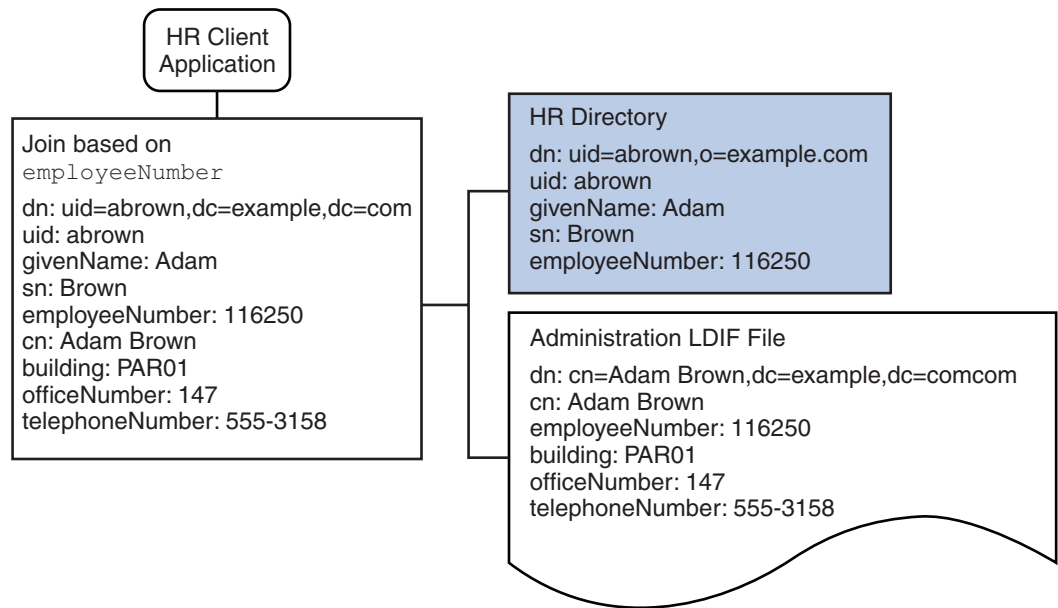 HR Client
Application
Join based on
employeeNumber
dn: uid=abrown,dc=example,dc=com
uid: abrown
givenName: Adam
sn: Brown
employeeNumber: 116250
cn: Adam Brown
building: PAR01
officeNumber: 147
telephoneNumber: 555-3158
HR Directory
dn: uid=abrown,o=example.com
uid: abrown
givenName: Adam
sn: Brown
employeeNumber: 116250
Administration LDIF File
dn: cn=Adam Brown,dc=example,dc=comcom
cn: Adam Brown
employeeNumber: 116250
building: PAR01
officeNumber: 147
telephoneNumber: 555-3158